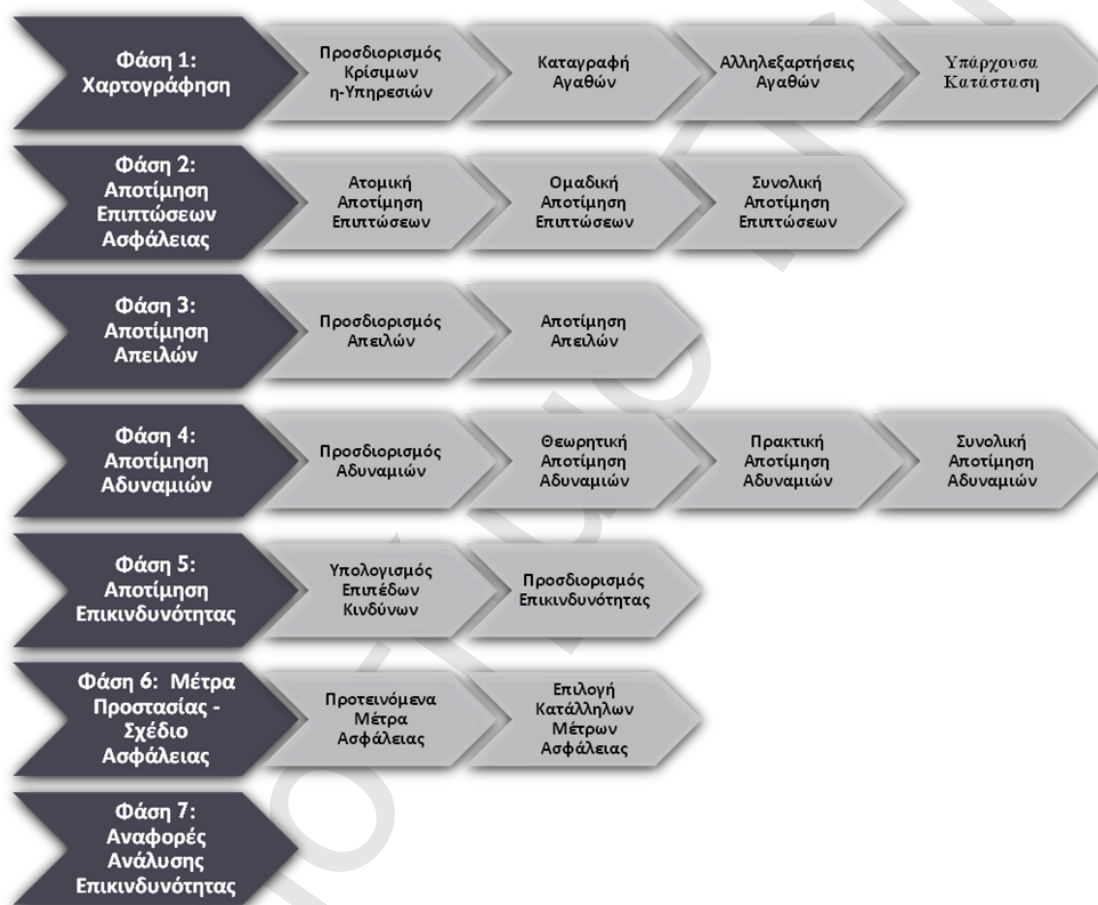 Φάση 1:
Χαρτογράφηση
Προσδιορισμός
Κρίσιμων
η-Υπηρεσιών
Καταγραφή
Αγαθών
Αλληλεξαρτήσεις
Αγαθών
Υπάρχουσα
Κατάσταση
Φάση 2:
Αποτίμηση
Επιπτώσεων
Ασφάλειας
Ατομική
Αποτίμηση
Επιπτώσεων
Ομαδική
Αποτίμηση
Επιπτώσεων
Συνολική
Αποτίμηση
Επιπτώσεων
Φάση 3:
Αποτίμηση
Απειλών
Προσδιορισμός
Απειλών
Αποτίμηση
Απειλών
Φάση 4:
Αποτίμηση
Αδυναμιών
Προσδιορισμός
Αδυναμιών
Θεωρητική
Αποτίμηση
Αδυναμιών
Πρακτική
Αποτίμηση
Αδυναμιών
Συνολική
Αποτίμηση
Αδυναμιών
Φάση 5:
Αποτίμηση
Επικινδυνότητας
Υπολογισμός
Επιπέδων
Κινδύνων
Προσδιορισμός
Επικινδυνότητας
Φάση 6: Μέτρα
Προστασίας -
Σχέδιο
Ασφάλειας
Προτεινόμενα
Μέτρα
Ασφάλειας
Επιλογή
Κατάλληλων
Μέτρων
Ασφάλειας
Φάση 7:
Αναφορές
Ανάλυσης
Επικινδυνότητας